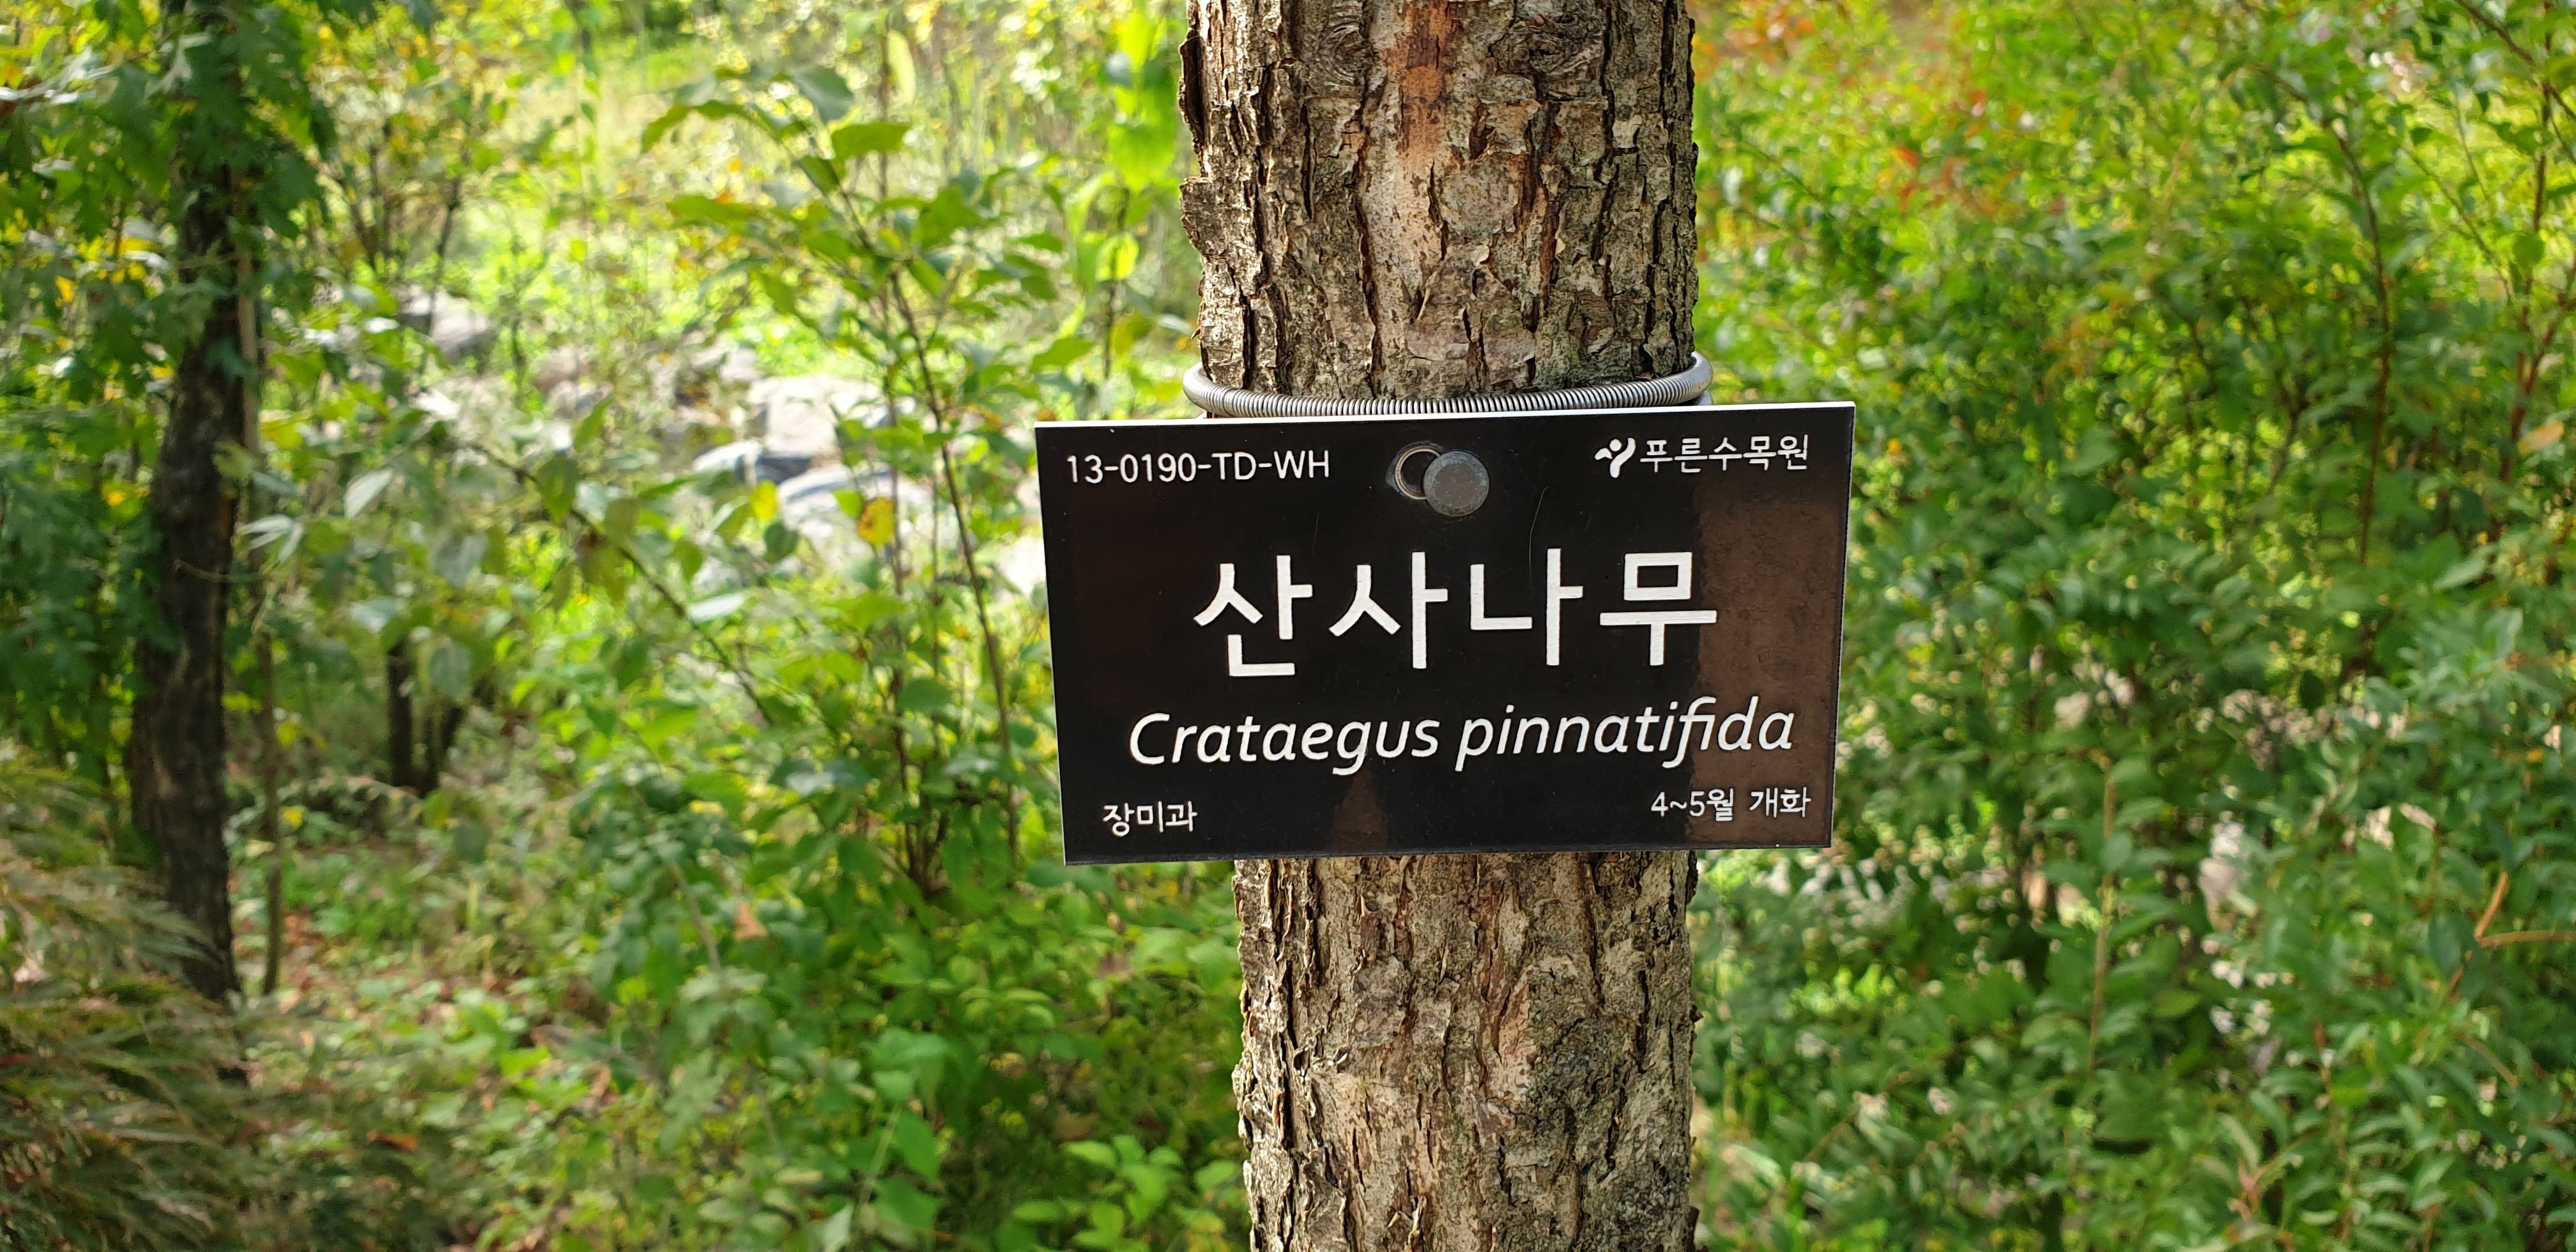 13-0190-TD-WH 푸른수목원
산사나무
Crataegus pinnatifida
장미과 4~5월 개화